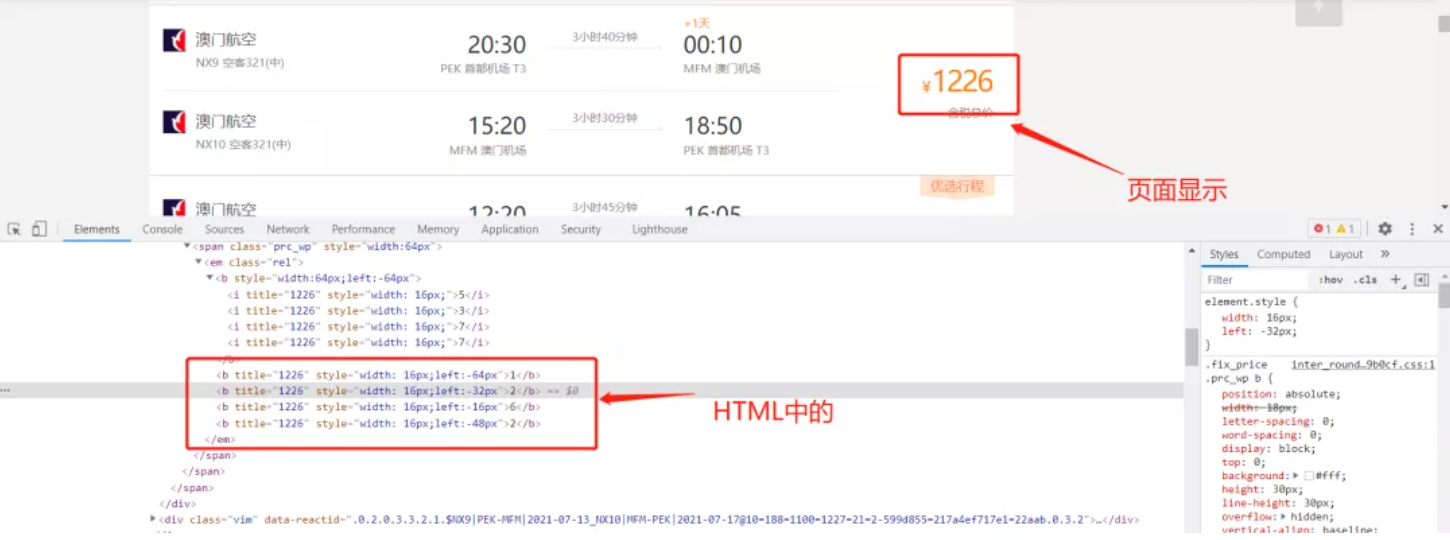 +1天
澳门航空
20:30
3小时40分钟
00:10
NX9 空客321(中)
PEK 首都机场 T3
MFM 澳门机场
¥1226
含税总价
澳门航空
15:20
3小时30分钟
18:50
NX10 空客321(中)
MFM 澳门机场
PEK 首都机场 T3
页面显示
优选行程
澳门航空
12:20
3小时45分钟
16:05
Elements Console Sources Network Performance Memory Application Security Lighthouse
1 1
<span class="prc_wp" style="width:64px">
<em class="rel">
<b style="width:64px;left:-64px">
<i title="1226" style="width: 16px;">5</i>
<i title="1226" style="width: 16px;">3</i>
<i title="1226" style="width: 16px;">7</i>
<i title="1226" style="width: 16px;">7</i>
</b>
<b title="1226" style="width: 16px;left:-64px">1</b>
<b title="1226" style="width: 16px;left:-32px">2</b> == $0
<b title="1226" style="width: 16px;left:-16px">6</b>
<b title="1226" style="width: 16px;left:-48px">2</b>
</em>
</span>
</span>
</span>
</div>
<div class="vim" data-reactid=".0.2.0.3.3.2.1.$NX9|PEK-MFM|2021-07-13_NX10|MFM-PEK|2021-07-17@10=188=1100=1227=21=2-599d855=217a4ef717e1=22aab.0.3.2">…</div>
HTML中的
Styles Computed Layout »
Filter :hov .cls +
element.style {
width: 16px;
left: -32px;
}
.fix_price inter_round…9b0cf.css:1
.prc_wp b {
position: absolute;
width: 18px;
letter-spacing: 0;
word-spacing: 0;
display: block;
top: 0;
background: #fff;
height: 30px;
line-height: 30px;
overflow: hidden;
vertical-align: baseline;